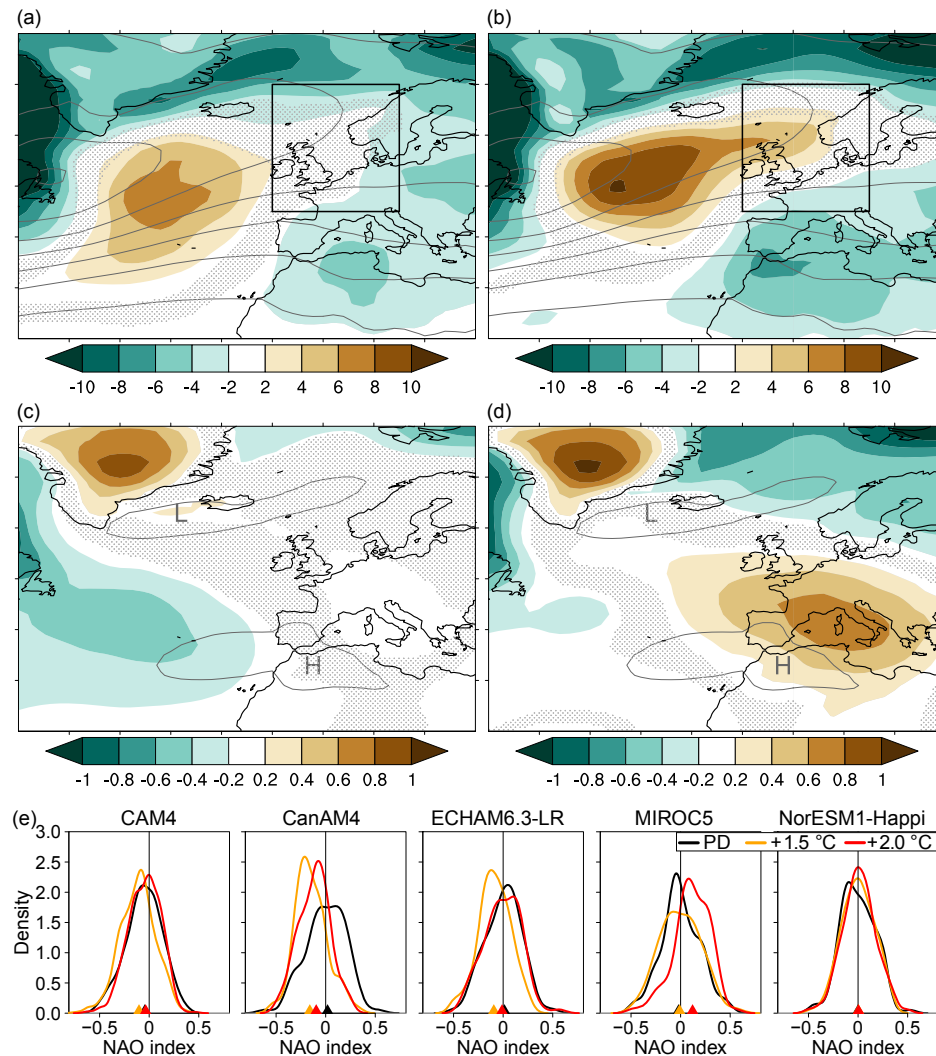 (a) (b)
-10 -8 -6 -4 -2 2 4 6 8 10 -10 -8 -6 -4 -2 2 4 6 8 10
(c) (d)
L L
H H
-1 -0.8 -0.6 -0.4 -0.2 0.2 0.4 0.6 0.8 1 -1 -0.8 -0.6 -0.4 -0.2 0.2 0.4 0.6 0.8 1
(e) CAM4 CanAM4 ECHAM6.3-LR MIROC5 NorESM1-Happi
PD +1.5 °C +2.0 °C
3.0
2.5
2.0
1.5
1.0
0.5
0.0
Density
−0.5 0 0.5 −0.5 0 0.5 −0.5 0 0.5 −0.5 0 0.5 −0.5 0 0.5
NAO index NAO index NAO index NAO index NAO index